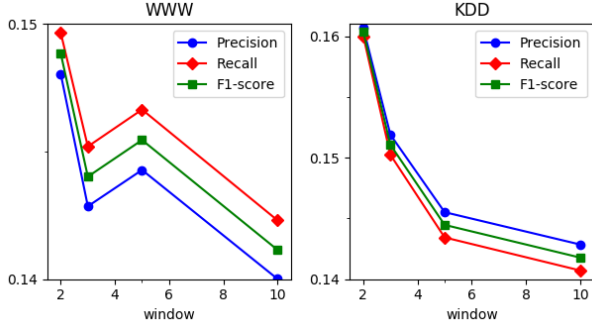 WWW
0.15
0.14
Precision
Recall
F1-score
2
4
6
8
10
window
KDD
0.16
0.15
0.14
Precision
Recall
F1-score
2
4
6
8
10
window